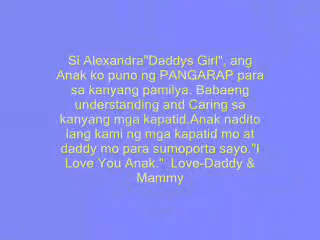 Si Alexandra"Daddys Girl", ang
Anak ko puno ng PANGARAP para
sa kanyang pamilya. Babaeng
understanding and Caring sa
kanyang mga kapatid.Anak nadito
lang kami ng mga kapatid mo at
daddy mo para sumoporta sayo."I
Love You Anak."  Love-Daddy &
Mammy